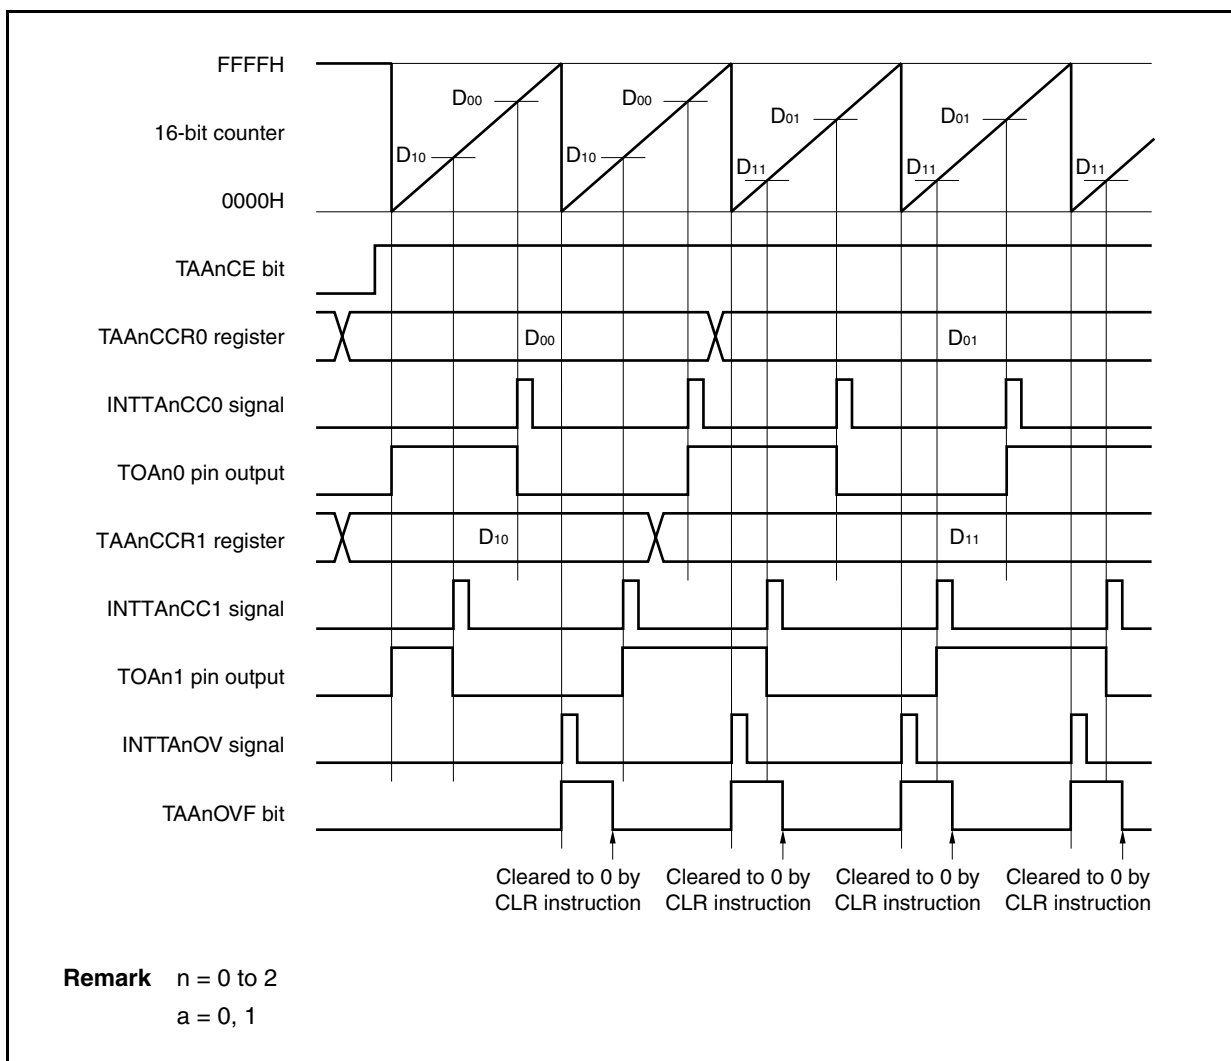 FFFFH
D00
D00
D01
D01
16-bit counter
D10
D10
D11
D11
D11
0000H
TAAnCE bit
TAAnCCR0 register
D00
D01
INTTAnCC0 signal
TOAn0 pin output
TAAnCCR1 register
D10
D11
INTTAnCC1 signal
TOAn1 pin output
INTTAnOV signal
TAAnOVF bit
Cleared to 0 by
CLR instruction
Cleared to 0 by
CLR instruction
Cleared to 0 by
CLR instruction
Cleared to 0 by
CLR instruction
Remark n = 0 to 2
a = 0, 1